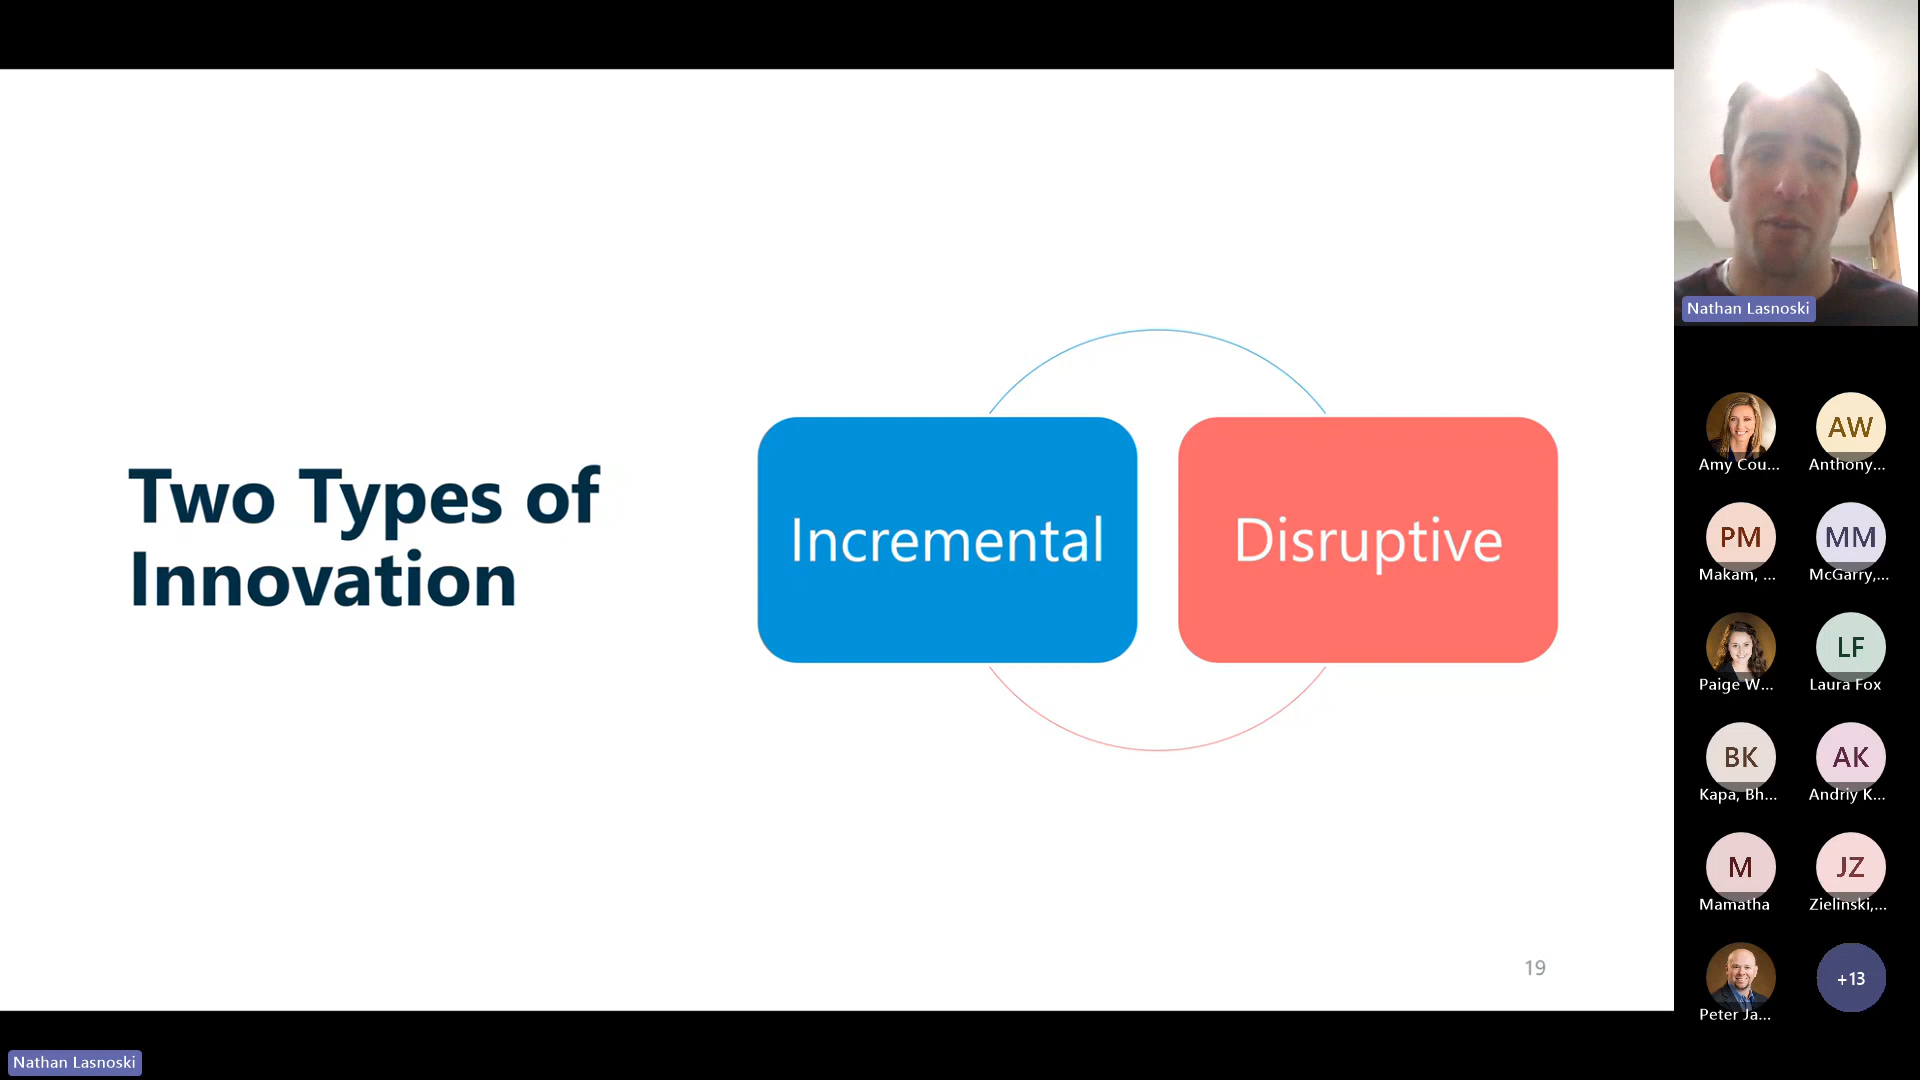 Two Types of
Innovation
Incremental
Disruptive
19
Nathan Lasnoski
Nathan Lasnoski
Amy Cou...
AW
Anthony...
PM
Makam, ...
MM
McGarry,...
Paige W...
LF
Laura Fox
BK
Kapa, Bh...
AK
Andriy K...
M
Mamatha
JZ
Zielinski,...
Peter Ja...
+13